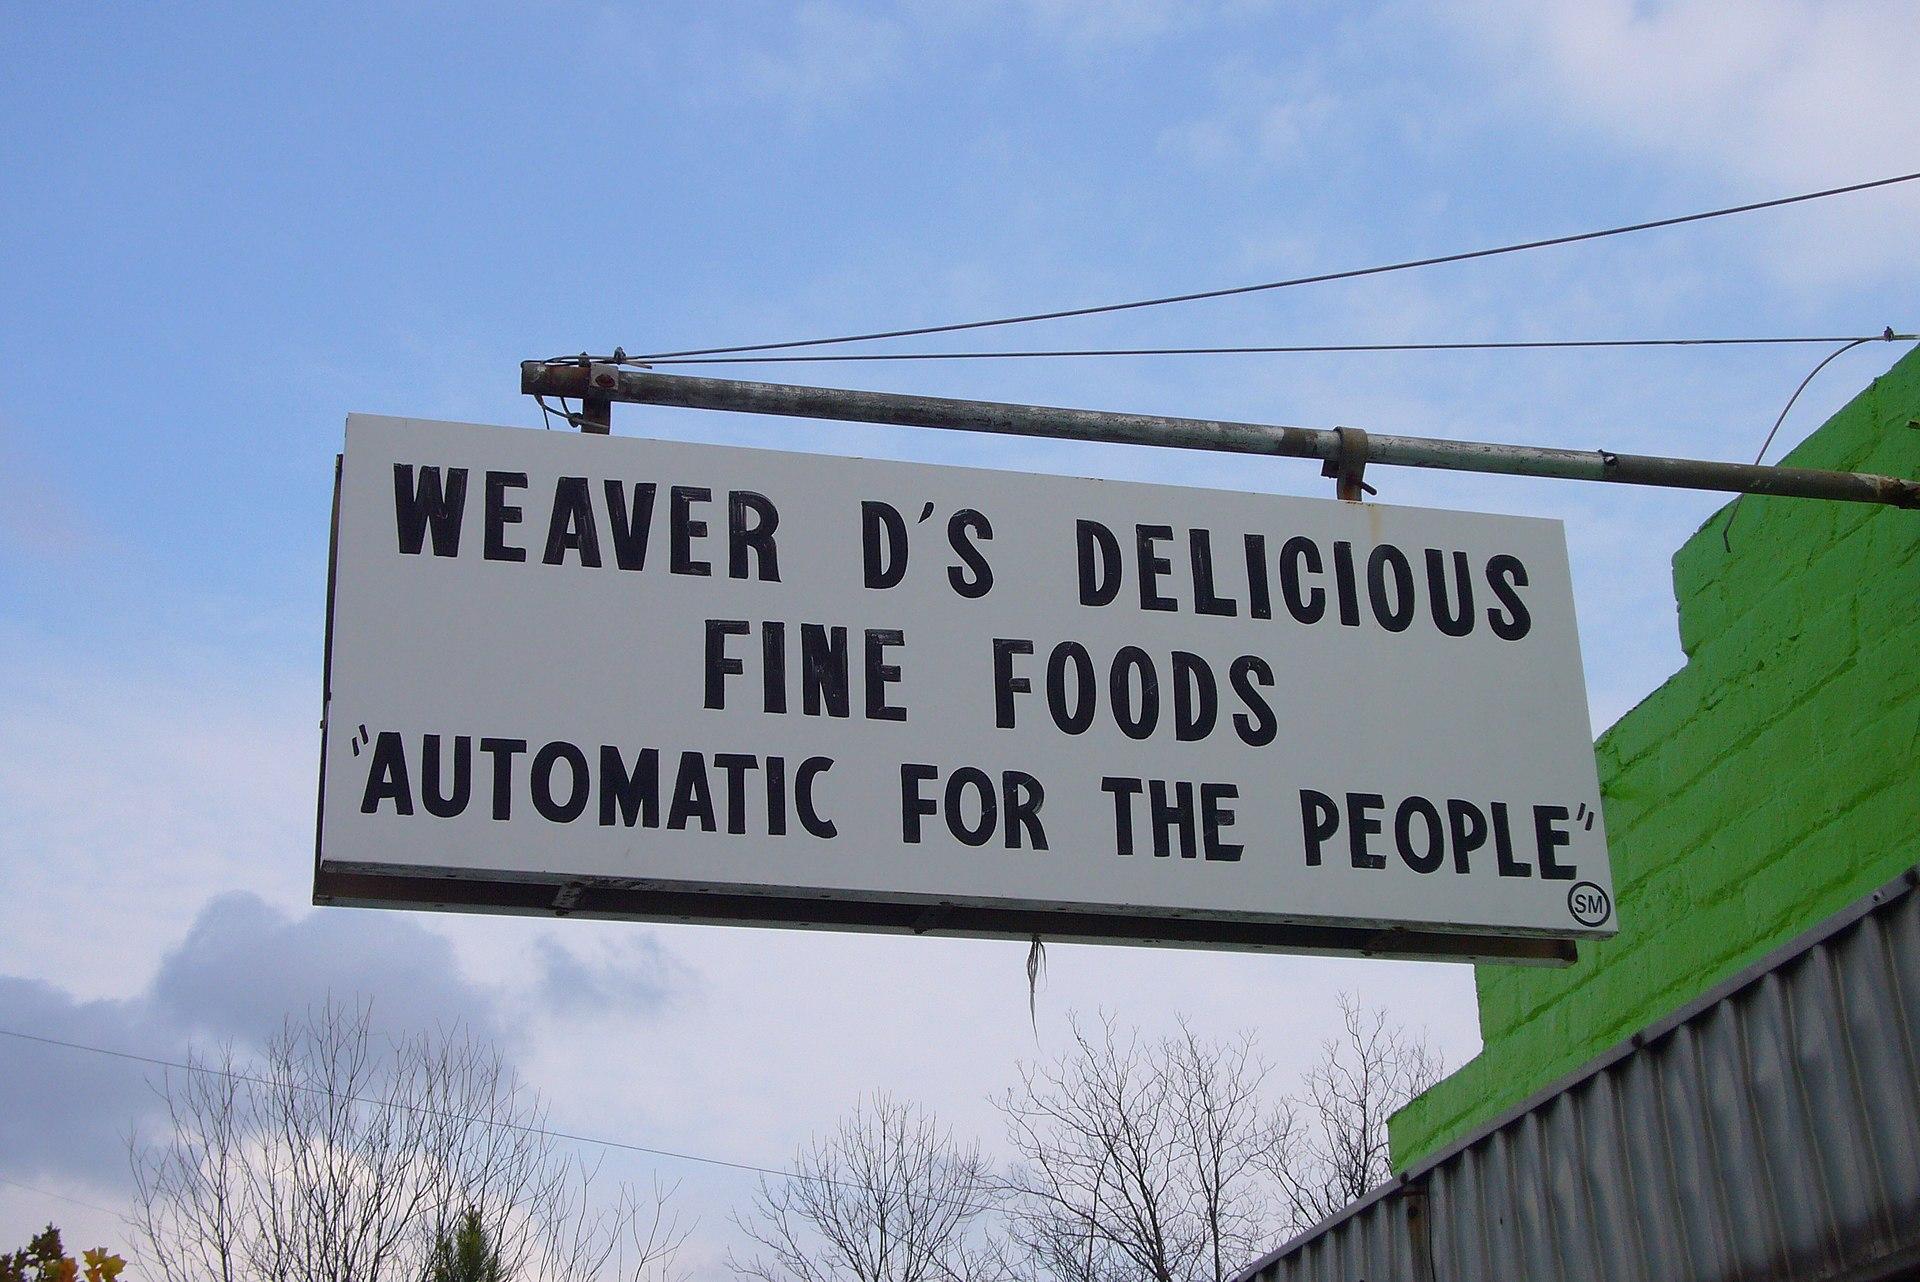 WEAVER D'S DELICIOUS
FINE FOODS
"AUTOMATIC FOR THE PEOPLE"
SM